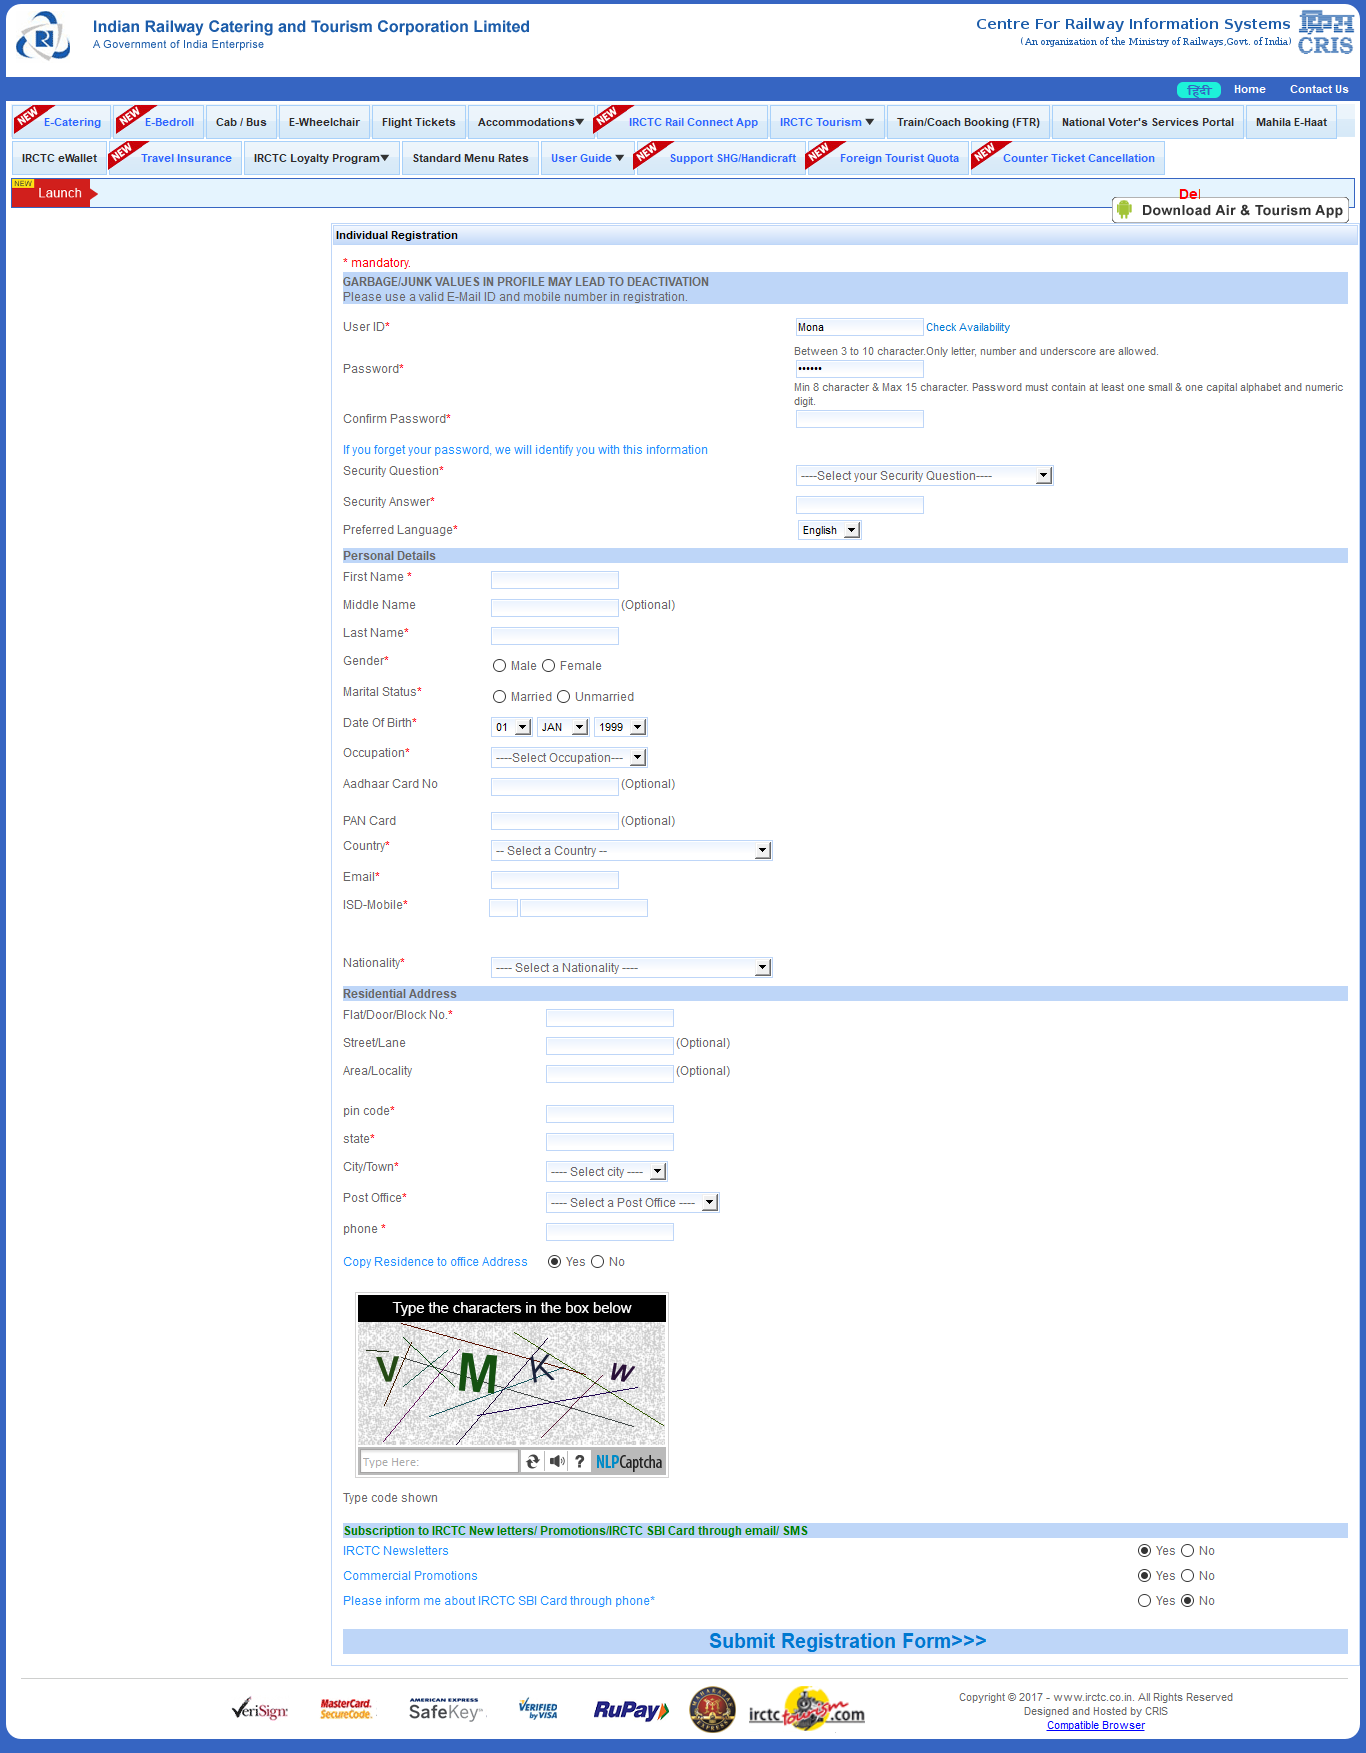 Indian Railway Catering and Tourism Corporation Limited
A Government of India Enterprise
Centre For Railway Information Systems
(An organization of the Ministry of Railways,Govt. of India)
क्रिस
CRIS
हिंदी Home Contact Us
NEW E-Catering NEW E-Bedroll Cab / Bus E-Wheelchair Flight Tickets Accommodations NEW IRCTC Rail Connect App IRCTC Tourism Train/Coach Booking (FTR) National Voter's Services Portal Mahila E-Haat
IRCTC eWallet NEW Travel Insurance IRCTC Loyalty Program Standard Menu Rates User Guide NEW Support SHG/Handicraft NEW Foreign Tourist Quota NEW Counter Ticket Cancellation
NEW Launch
Del
Download Air & Tourism App
Individual Registration
* mandatory.
GARBAGE/JUNK VALUES IN PROFILE MAY LEAD TO DEACTIVATION
Please use a valid E-Mail ID and mobile number in registration.
User ID* Mona Check Availability
Between 3 to 10 character.Only letter, number and underscore are allowed.
Password* ••••••
Min 8 character & Max 15 character. Password must contain at least one small & one capital alphabet and numeric
digit.
Confirm Password*
If you forget your password, we will identify you with this information
Security Question* ----Select your Security Question----
Security Answer*
Preferred Language* English
Personal Details
First Name *
Middle Name (Optional)
Last Name*
Gender* Male Female
Marital Status* Married Unmarried
Date Of Birth* 01 JAN 1999
Occupation* ----Select Occupation---
Aadhaar Card No (Optional)
PAN Card (Optional)
Country* -- Select a Country --
Email*
ISD-Mobile*
Nationality* ---- Select a Nationality ----
Residential Address
Flat/Door/Block No.*
Street/Lane (Optional)
Area/Locality (Optional)
pin code*
state*
City/Town* ---- Select city ----
Post Office* ---- Select a Post Office ----
phone *
Copy Residence to office Address Yes No
Type the characters in the box below
V M K w
Type Here: ? NLPCaptcha
Type code shown
Subscription to IRCTC New letters/ Promotions/IRCTC SBI Card through email/ SMS
IRCTC Newsletters Yes No
Commercial Promotions Yes No
Please inform me about IRCTC SBI Card through phone* Yes No
Submit Registration Form>>>
VeriSign MasterCard. SecureCode. AMERICAN EXPRESS SafeKey VERIFIED by VISA RuPay MAHARAJAS EXPRESS irctc tourism .com
Copyright © 2017 - www.irctc.co.in. All Rights Reserved
Designed and Hosted by CRIS
Compatible Browser